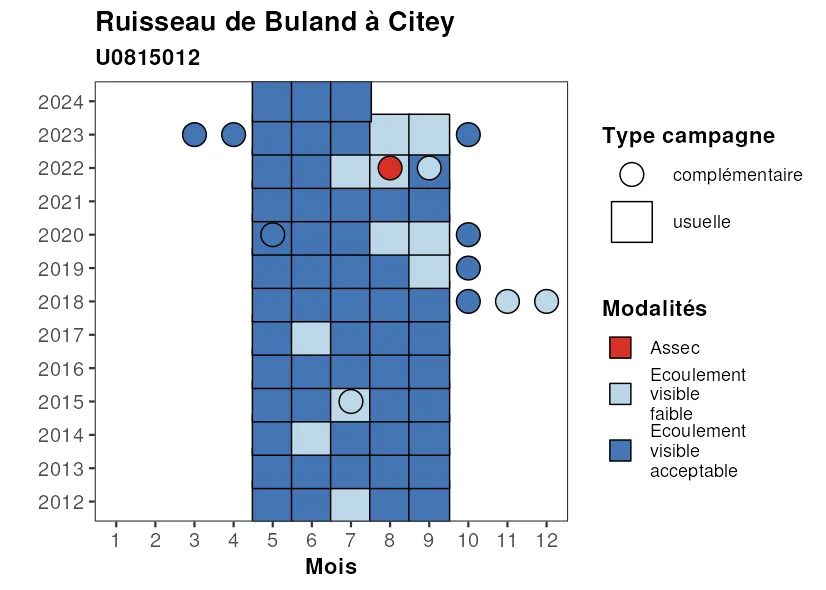 Ruisseau de Buland à Citey
U0815012
2024
2023
2022
2021
2020
2019
2018
2017
2016
2015
2014
2013
2012
1 2 3 4 5 6 7 8 9 10 11 12
Mois
Type campagne
complémentaire
usuelle
Modalités
Assec
Ecoulement
visible
faible
Ecoulement
visible
acceptable